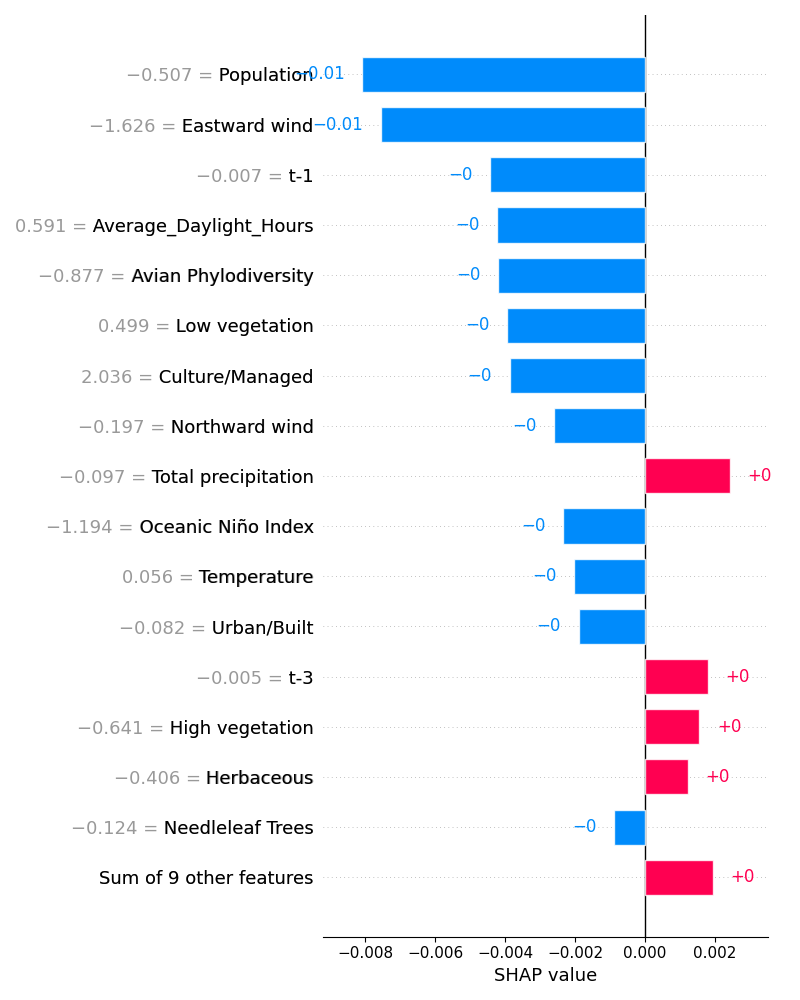 −0.507 = Population −0.01
−1.626 = Eastward wind −0.01
−0.007 = t-1 −0
0.591 = Average_Daylight_Hours −0
−0.877 = Avian Phylodiversity −0
0.499 = Low vegetation −0
2.036 = Culture/Managed −0
−0.197 = Northward wind −0
−0.097 = Total precipitation +0
−1.194 = Oceanic Niño Index −0
0.056 = Temperature −0
−0.082 = Urban/Built −0
−0.005 = t-3 +0
−0.641 = High vegetation +0
−0.406 = Herbaceous +0
−0.124 = Needleleaf Trees −0
Sum of 9 other features +0
−0.008 −0.006 −0.004 −0.002 0.000 0.002
SHAP value